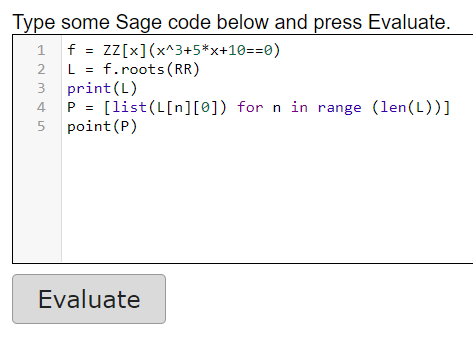 Type some Sage code below and press Evaluate.
1 f = ZZ[x](x^3+5*x+10==0)
2 L = f.roots(RR)
3 print(L)
4 P = [list(L[n][0]) for n in range (len(L))]
5 point(P)
Evaluate